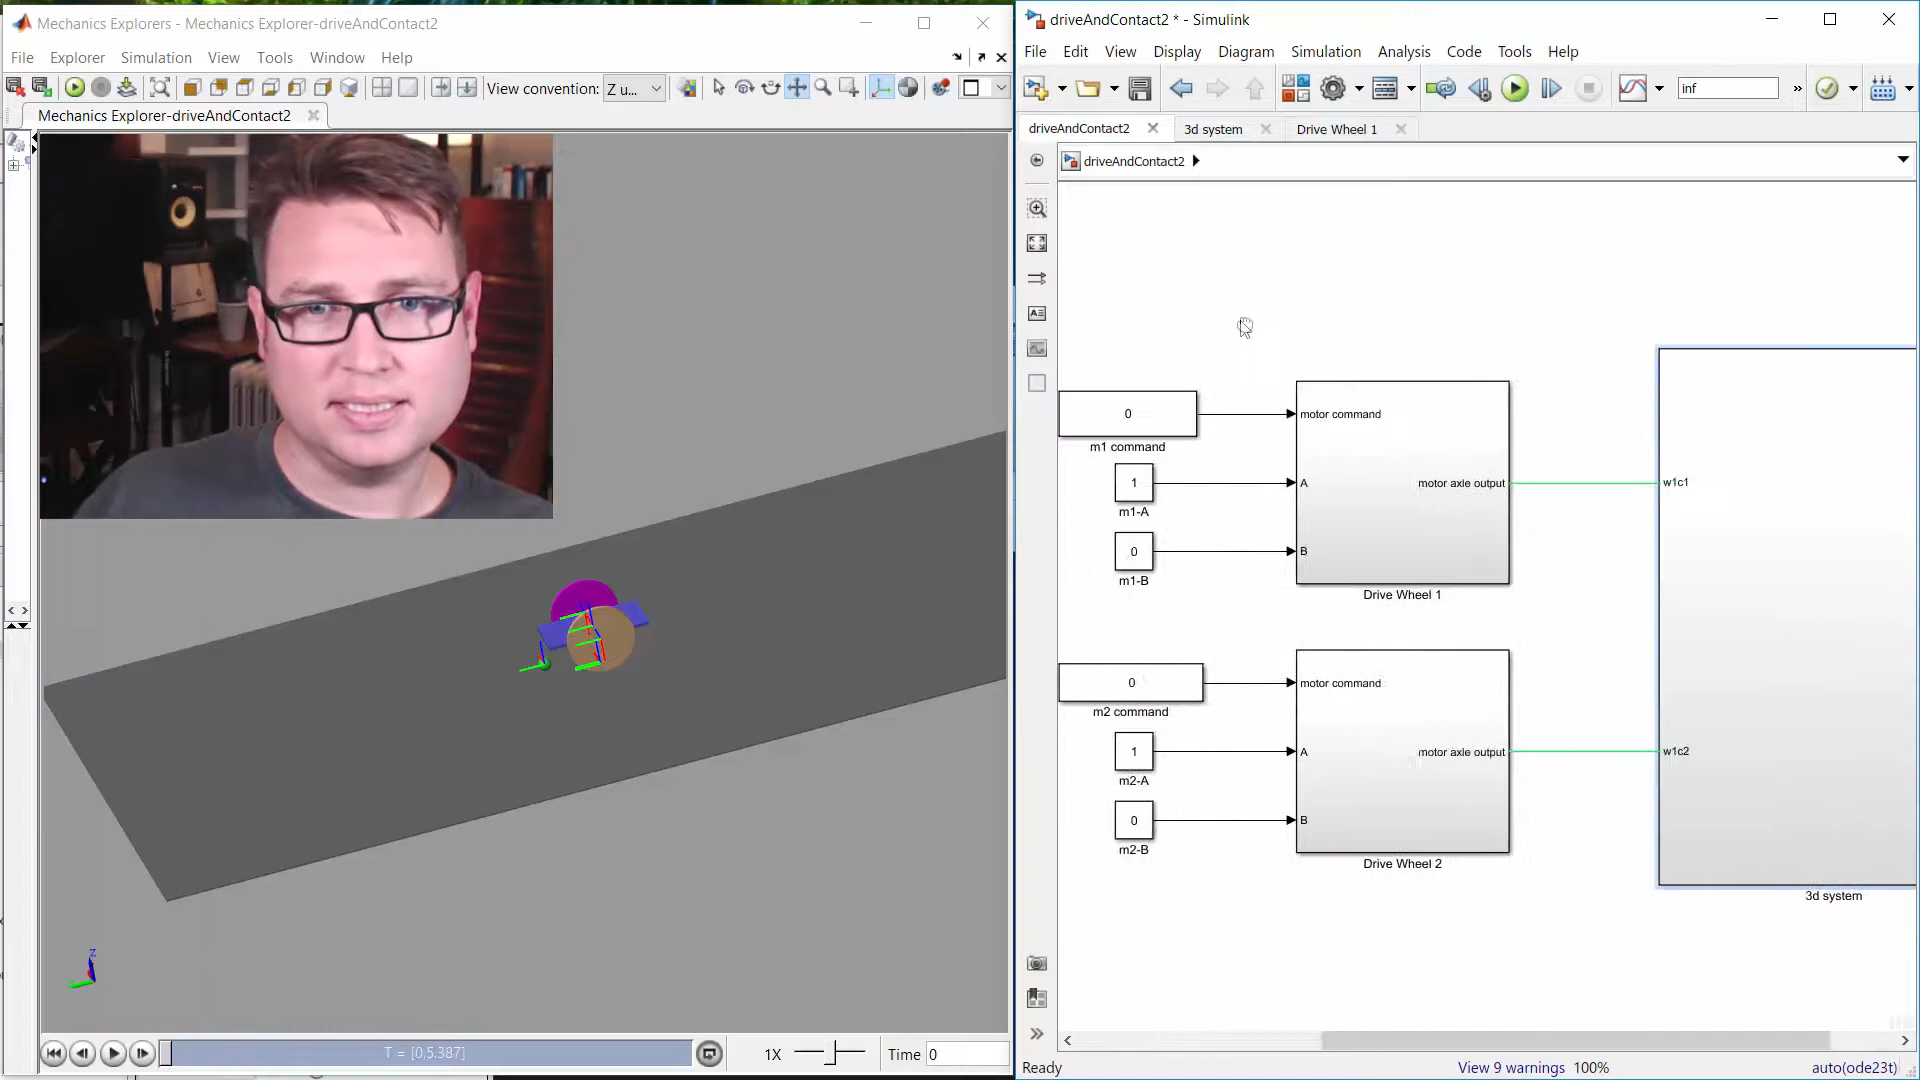 Mechanics Explorers - Mechanics Explorer-driveAndContact2
File Explorer Simulation View Tools Window Help
View convention: Z u...
Mechanics Explorer-driveAndContact2
Z
T = [0,5.387]
1X
Time 0
driveAndContact2 * - Simulink
File Edit View Display Diagram Simulation Analysis Code Tools Help
inf »
driveAndContact2 3d system Drive Wheel 1
driveAndContact2
0
m1 command
1
m1-A
0
m1-B
motor command
A
B
motor axle output
Drive Wheel 1
0
m2 command
1
m2-A
0
m2-B
motor command
A
B
motor axle output
Drive Wheel 2
w1c1
w1c2
3d system
Ready View 9 warnings 100% auto(ode23t)